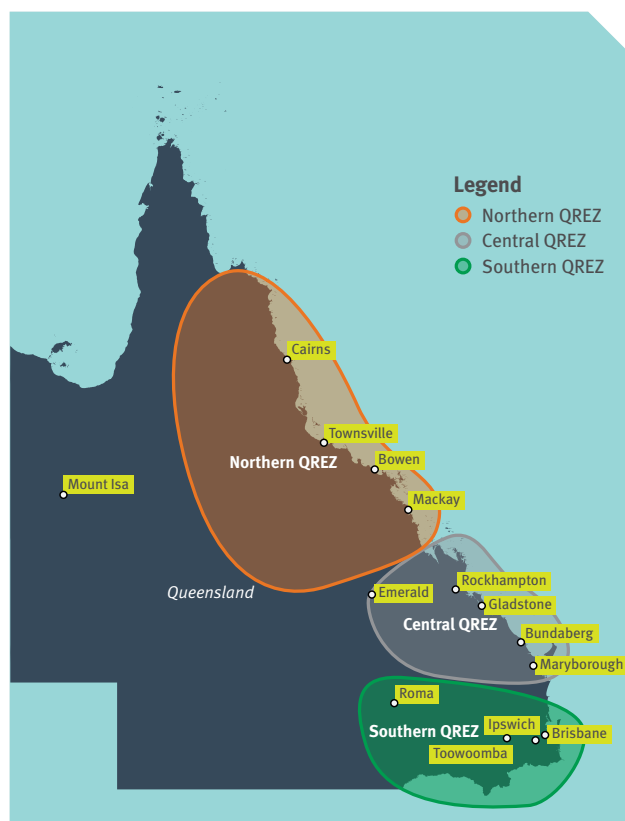 Legend
Northern QREZ
Central QREZ
Southern QREZ
Cairns
Townsville
Northern QREZ
Bowen
Mount Isa
Mackay
Queensland
Emerald
Rockhampton
Gladstone
Central QREZ
Bundaberg
Maryborough
Roma
Southern QREZ
Ipswich
Brisbane
Toowoomba